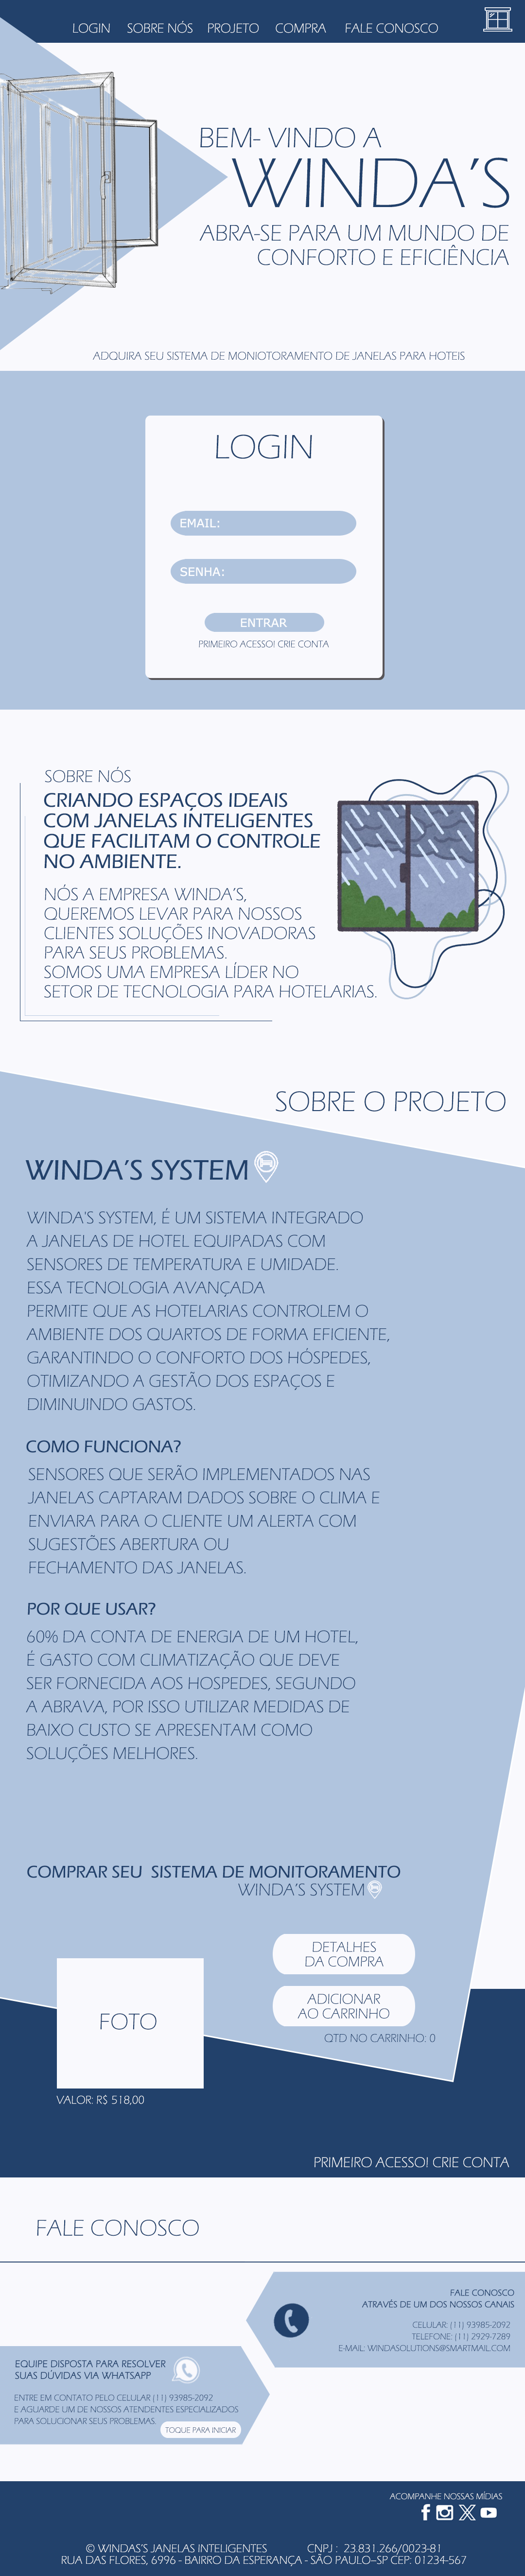 LOGIN SOBRE NÓS PROJETO COMPRA FALE CONOSCO
BEM- VINDO A
WINDA'S
ABRA-SE PARA UM MUNDO DE
CONFORTO E EFICIÊNCIA
ADQUIRA SEU SISTEMA DE MONIOTORAMENTO DE JANELAS PARA HOTEIS
LOGIN
EMAIL:
SENHA:
ENTRAR
PRIMEIRO ACESSO! CRIE CONTA
SOBRE NÓS
CRIANDO ESPAÇOS IDEAIS
COM JANELAS INTELIGENTES
QUE FACILITAM O CONTROLE
NO AMBIENTE.
NÓS A EMPRESA WINDA'S,
QUEREMOS LEVAR PARA NOSSOS
CLIENTES SOLUÇÕES INOVADORAS
PARA SEUS PROBLEMAS.
SOMOS UMA EMPRESA LÍDER NO
SETOR DE TECNOLOGIA PARA HOTELARIAS.
SOBRE O PROJETO
WINDA'S SYSTEM
WINDA'S SYSTEM, É UM SISTEMA INTEGRADO
A JANELAS DE HOTEL EQUIPADAS COM
SENSORES DE TEMPERATURA E UMIDADE.
ESSA TECNOLOGIA AVANÇADA
PERMITE QUE AS HOTELARIAS CONTROLEM O
AMBIENTE DOS QUARTOS DE FORMA EFICIENTE,
GARANTINDO O CONFORTO DOS HÓSPEDES,
OTIMIZANDO A GESTÃO DOS ESPAÇOS E
DIMINUINDO GASTOS.
COMO FUNCIONA?
SENSORES QUE SERÃO IMPLEMENTADOS NAS
JANELAS CAPTARAM DADOS SOBRE O CLIMA E
ENVIARA PARA O CLIENTE UM ALERTA COM
SUGESTÕES ABERTURA OU
FECHAMENTO DAS JANELAS.
POR QUE USAR?
60% DA CONTA DE ENERGIA DE UM HOTEL,
É GASTO COM CLIMATIZAÇÃO QUE DEVE
SER FORNECIDA AOS HOSPEDES, SEGUNDO
A ABRAVA, POR ISSO UTILIZAR MEDIDAS DE
BAIXO CUSTO SE APRESENTAM COMO
SOLUÇÕES MELHORES.
COMPRAR SEU SISTEMA DE MONITORAMENTO
WINDA'S SYSTEM
DETALHES
DA COMPRA
FOTO
ADICIONAR
AO CARRINHO
QTD NO CARRINHO: 0
VALOR: R$ 518,00
PRIMEIRO ACESSO! CRIE CONTA
FALE CONOSCO
FALE CONOSCO
ATRAVÉS DE UM DOS NOSSOS CANAIS
CELULAR: (11) 93985-2092
TELEFONE: (11) 2929-7289
E-MAIL: WINDASOLUTIONS@SMARTMAIL.COM
EQUIPE DISPOSTA PARA RESOLVER
SUAS DÚVIDAS VIA WHATSAPP
ENTRE EM CONTATO PELO CELULAR (11) 93985-2092
E AGUARDE UM DE NOSSOS ATENDENTES ESPECIALIZADOS
PARA SOLUCIONAR SEUS PROBLEMAS.
TOQUE PARA INICIAR
ACOMPANHE NOSSAS MÍDIAS
© WINDAS'S JANELAS INTELIGENTES CNPJ : 23.831.266/0023-81
RUA DAS FLORES, 6996 - BAIRRO DA ESPERANÇA - SÃO PAULO–SP CEP: 01234-567